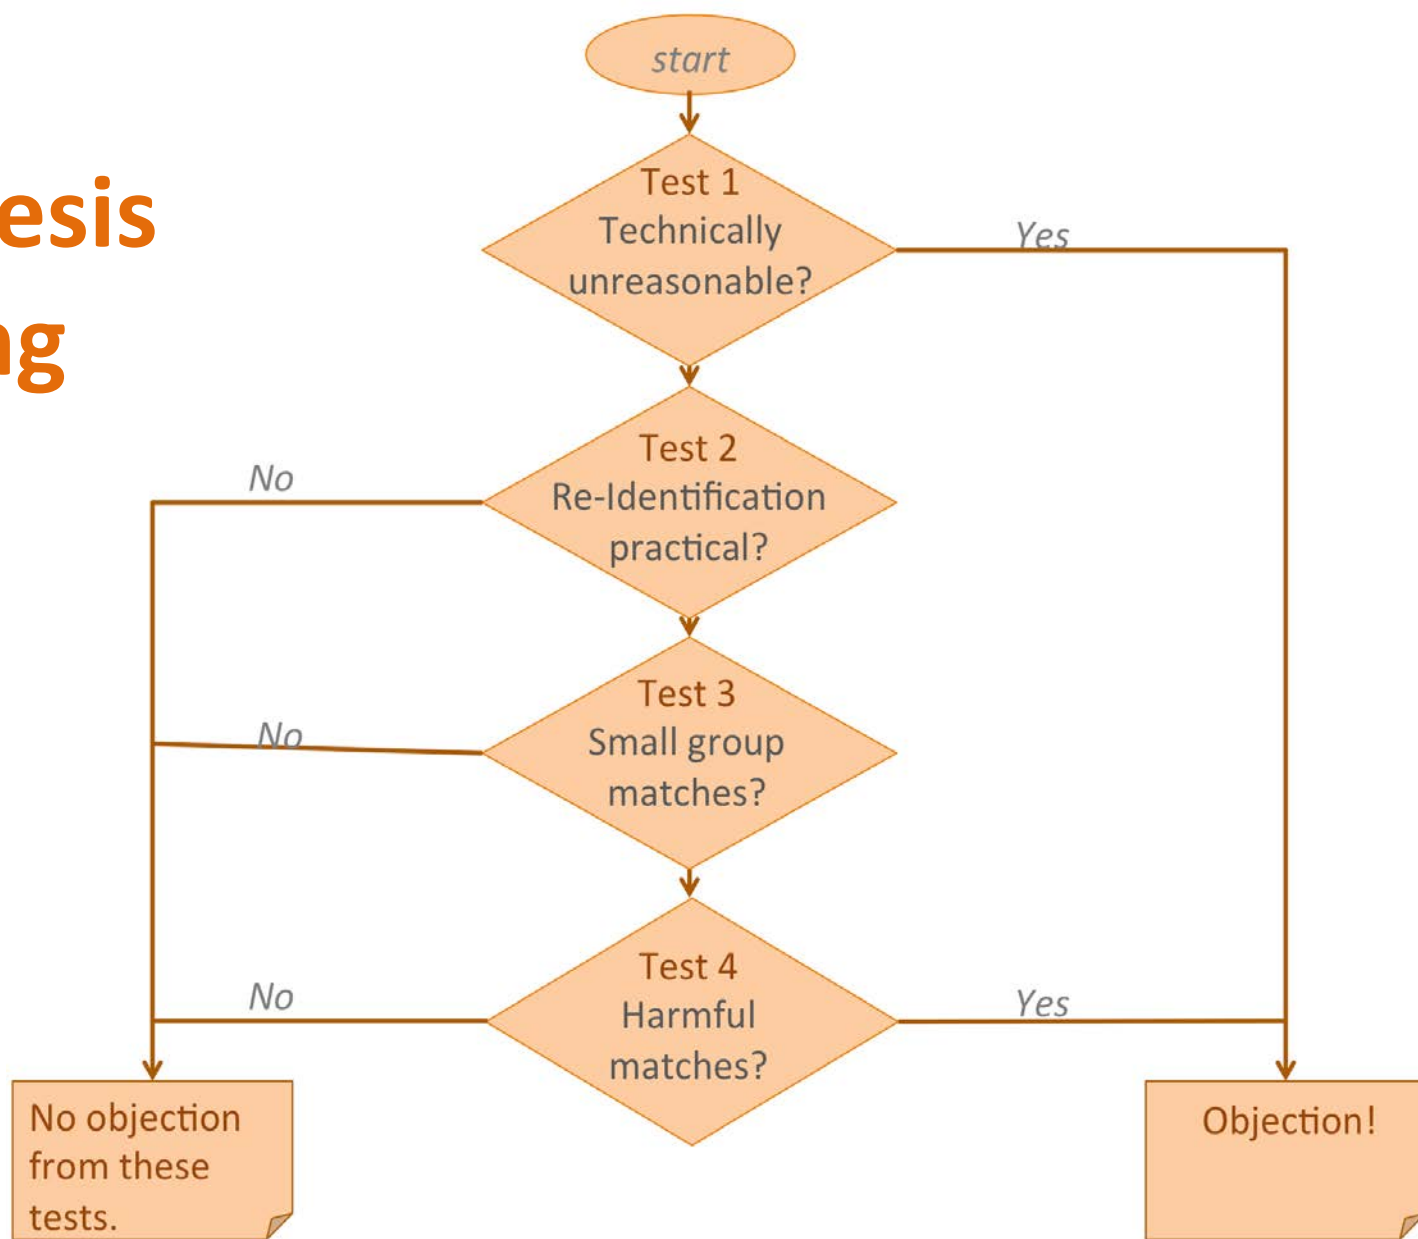 esis
ng
start
Test 1
Technically
unreasonable?
Yes
Test 2
Re-Identification
practical?
No
Test 3
Small group
matches?
No
Test 4
Harmful
matches?
No
Yes
No objection
from these
tests.
Objection!